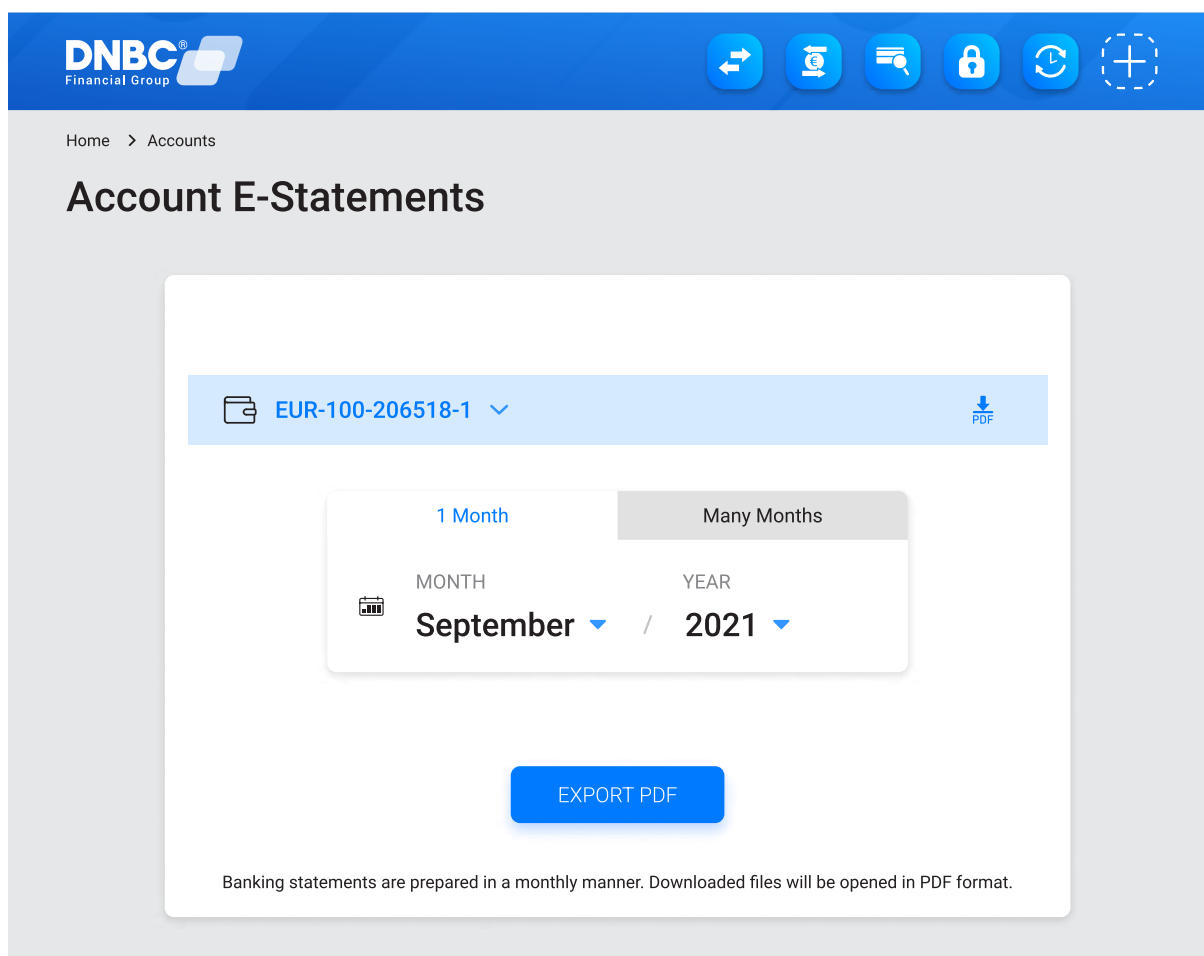 DNBC®
Financial Group
Home > Accounts
Account E-Statements
EUR-100-206518-1
PDF
1 Month
Many Months
MONTH
YEAR
September / 2021
EXPORT PDF
Banking statements are prepared in a monthly manner. Downloaded files will be opened in PDF format.